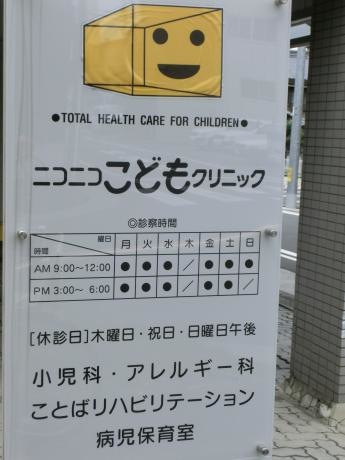 ●TOTAL HEALTH CARE FOR CHILDREN●
ニコニコこどもクリニック
◎診察時間
時間 曜日 月 火 水 木 金 土 日
AM 9:00～12:00 ● ● ● ／ ● ● ●
PM 3:00～ 6:00 ● ● ● ／ ● ● ／
[休診日]木曜日・祝日・日曜日午後
小児科・アレルギー科
ことばリハビリテーション
病児保育室